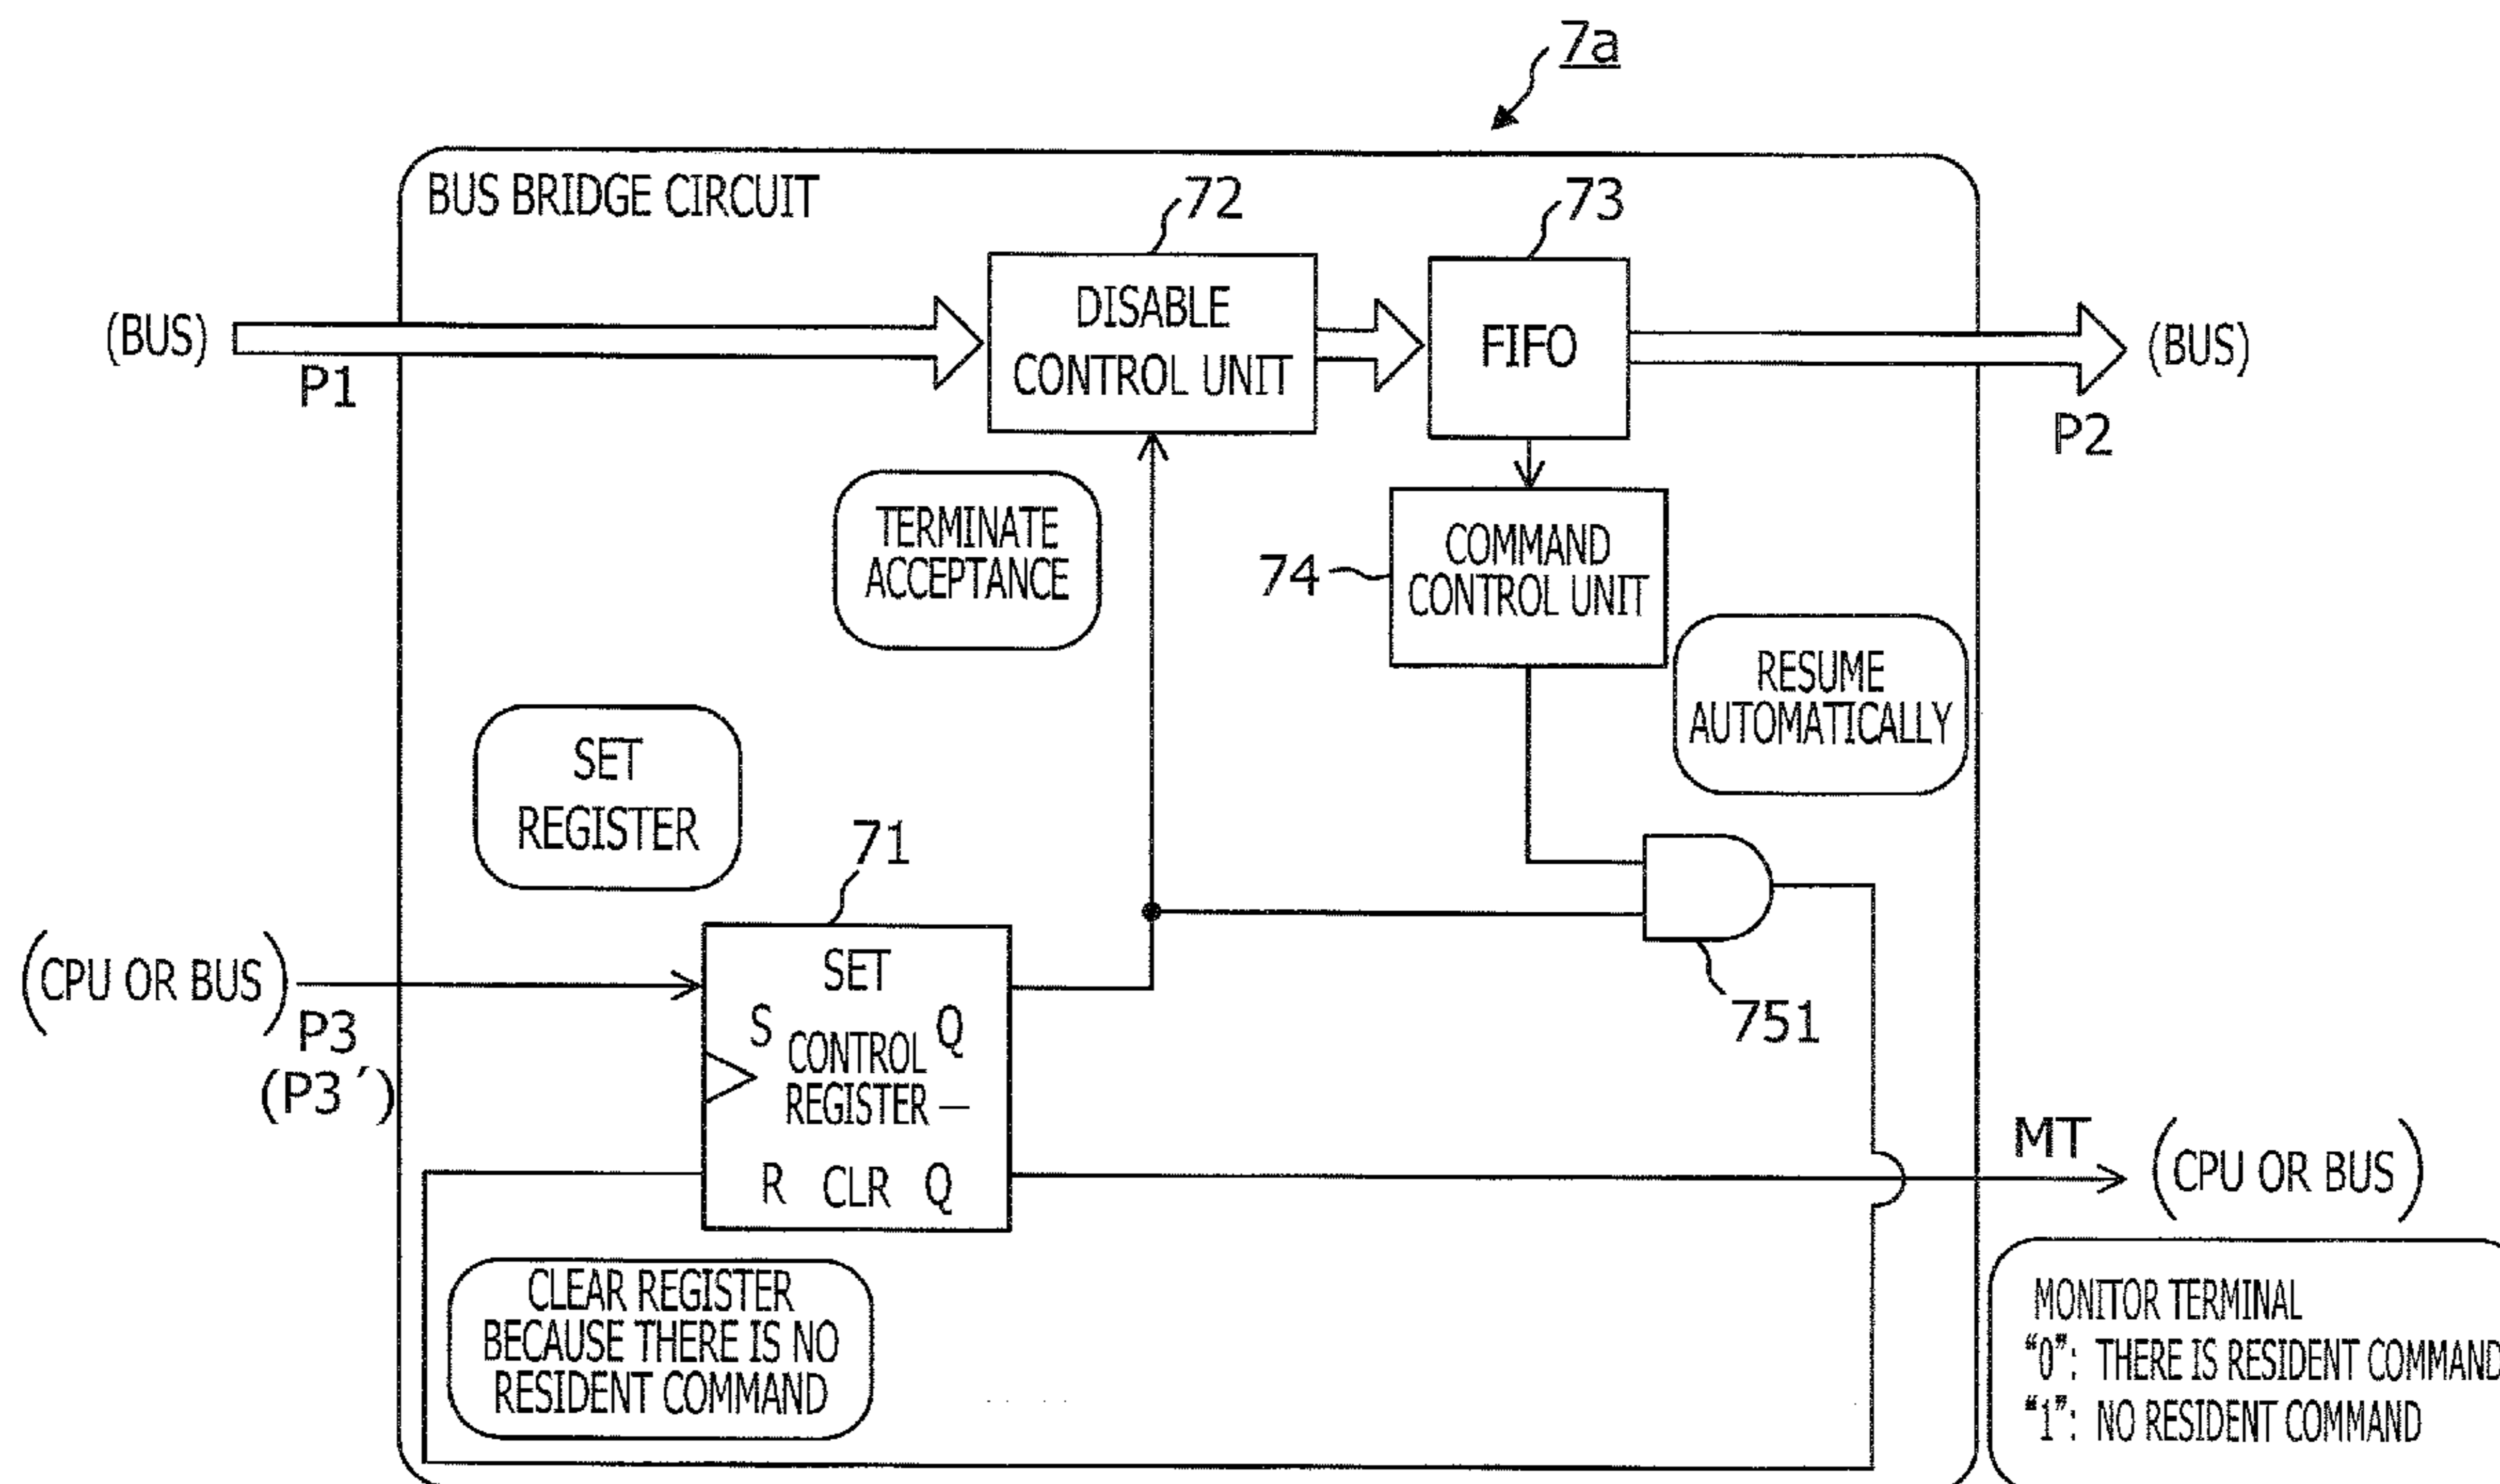 7a
BUS BRIDGE CIRCUIT
72
73
(BUS)
P1
DISABLE
CONTROL UNIT
FIFO
(BUS)
P2
TERMINATE
ACCEPTANCE
74
COMMAND
CONTROL UNIT
RESUME
AUTOMATICALLY
SET
REGISTER
71
751
(CPU OR BUS)
P3
(P3´)
SET
S
Q
CONTROL
REGISTER
R CLR Q
MT
(CPU OR BUS)
CLEAR REGISTER
BECAUSE THERE IS NO
RESIDENT COMMAND
MONITOR TERMINAL
“0”: THERE IS RESIDENT COMMAND
“1”: NO RESIDENT COMMAND